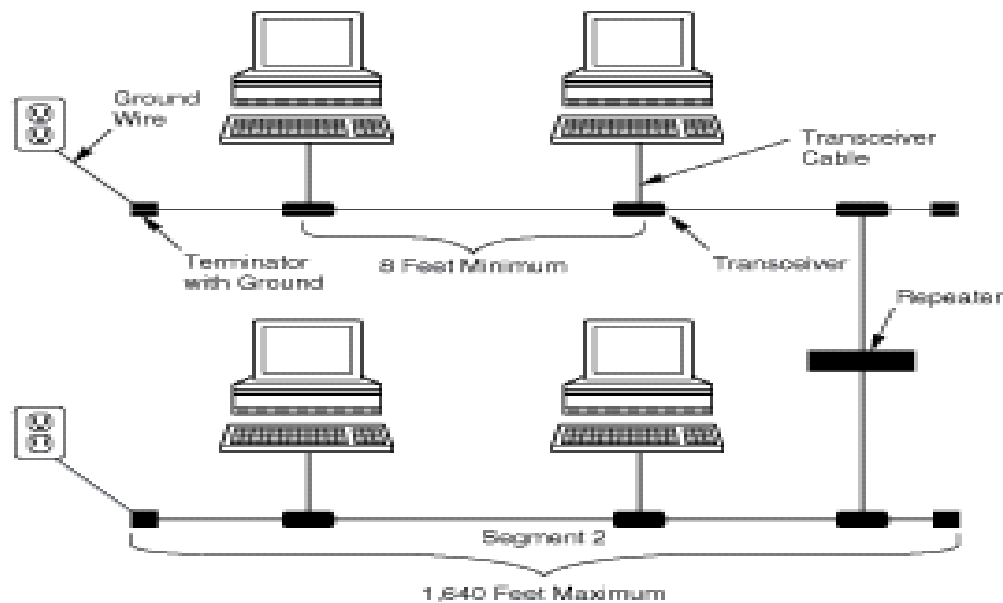 Ground
Wire
Transceiver
Cable
Terminator
with Ground
8 Feet Minimum
Transceiver
Repeater
Segment 2
1,640 Feet Maximum